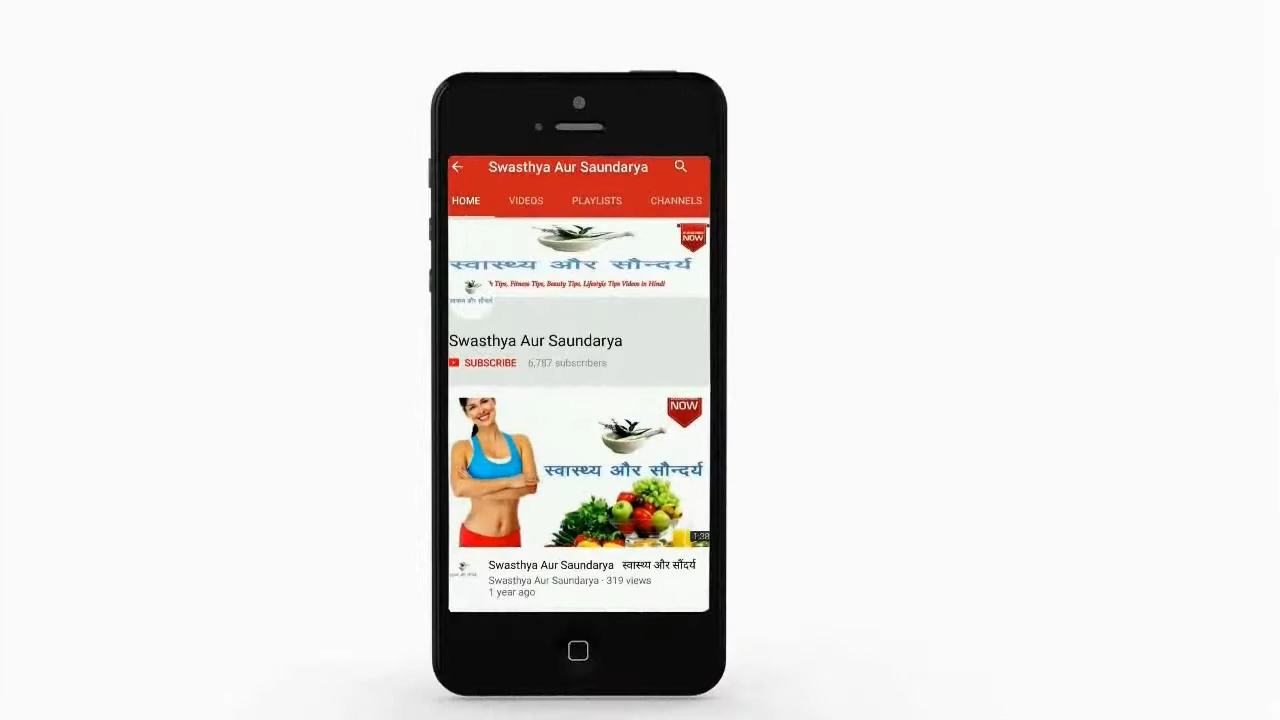 Swasthya Aur Saundarya
HOME VIDEOS PLAYLISTS CHANNELS
NOW
स्वास्थ्य और सौन्दर्य
Tips, Fitness Tips, Beauty Tips, Lifestyle Tips Videos in Hindi
स्वास्थ्य और सौन्दर्य
Swasthya Aur Saundarya
SUBSCRIBE 6,787 subscribers
NOW
स्वास्थ्य और सौन्दर्य
1:38
Swasthya Aur Saundarya स्वास्थ्य और सौंदर्य
Swasthya Aur Saundarya · 319 views
1 year ago